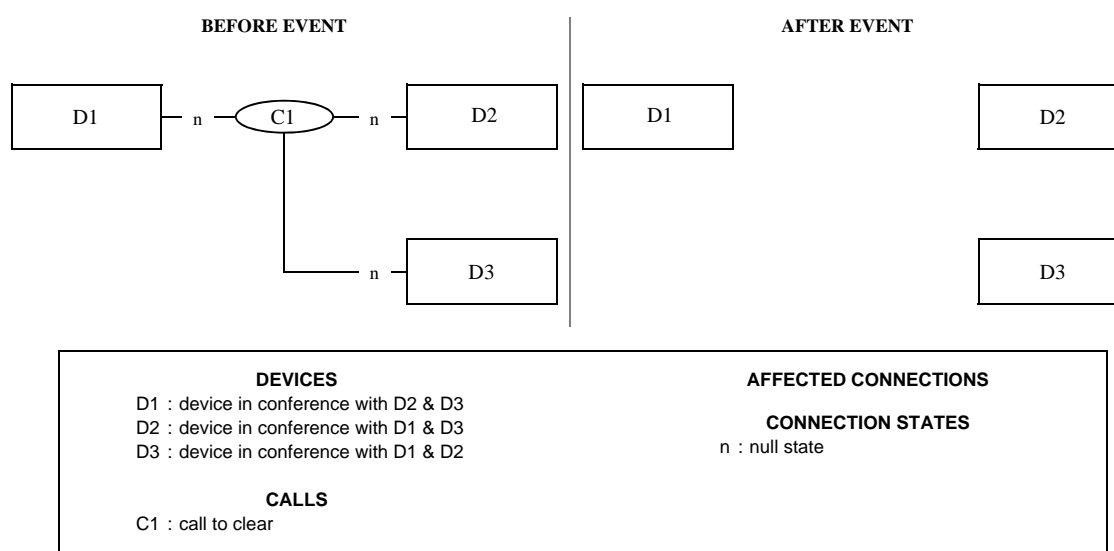 BEFORE EVENT
AFTER EVENT
D1
n
C1
n
D2
D1
D2
n
D3
D3
DEVICES
D1 : device in conference with D2 & D3
D2 : device in conference with D1 & D3
D3 : device in conference with D1 & D2
CALLS
C1 : call to clear
AFFECTED CONNECTIONS
CONNECTION STATES
n : null state